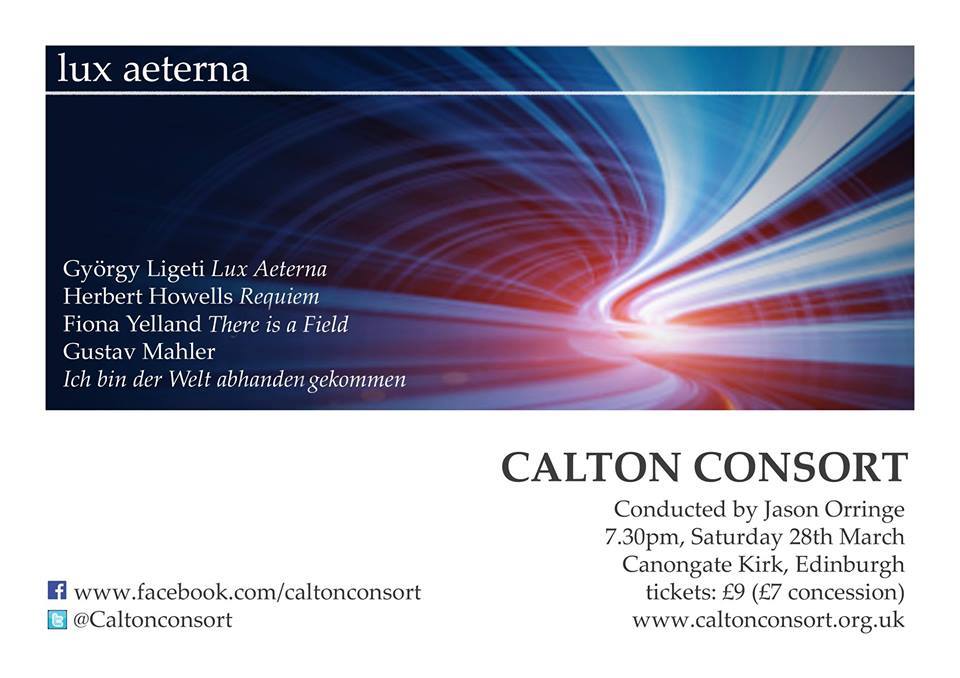 lux aeterna
György Ligeti Lux Aeterna
Herbert Howells Requiem
Fiona Yelland There is a Field
Gustav Mahler
Ich bin der Welt abhanden gekommen
CALTON CONSORT
Conducted by Jason Orringe
7.30pm, Saturday 28th March
Canongate Kirk, Edinburgh
tickets: £9 (£7 concession)
www.caltonconsort.org.uk
www.facebook.com/caltonconsort
@Caltonconsort